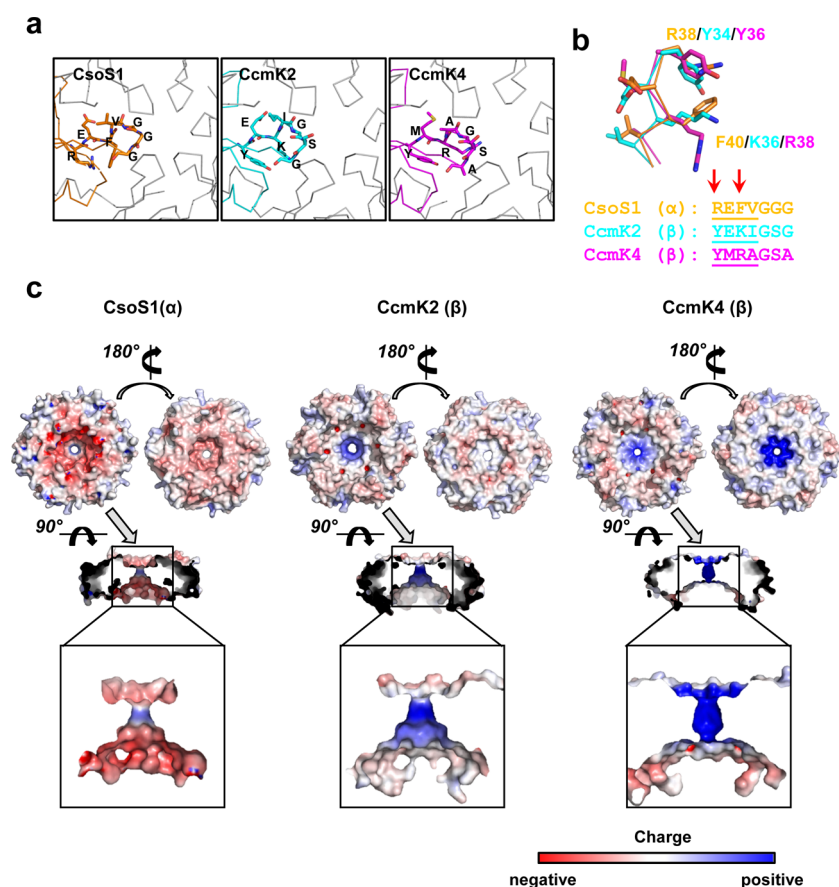 a
CsoS1
CcmK2
CcmK4
V G
E G
F
R G
I
E G
S
K
Y G
A
M G
S
Y R
A
b
R38/Y34/Y36
F40/K36/R38
CsoS1 (α): REFVGGG
CcmK2 (β): YEKIGSG
CcmK4 (β): YMRAGSA
c
CsoS1(α)
CcmK2 (β)
CcmK4 (β)
180°
180°
180°
90°
90°
90°
Charge
negative
positive